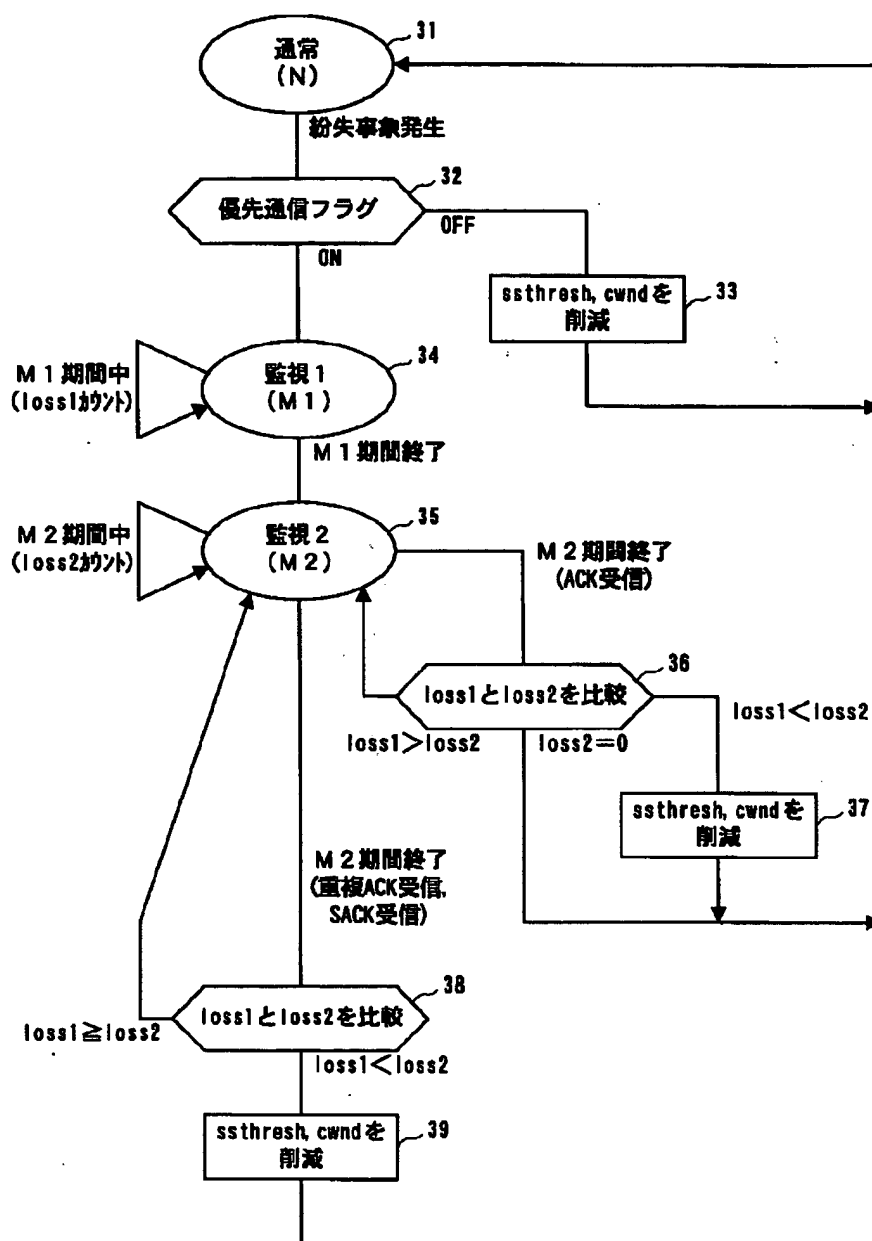 31
通常
(N)
紛失事象発生
32
優先通信フラグ
OFF
ON
ssthresh, cwndを
削減
33
34
監視1
(M1)
M1期間中
(loss1カウント)
M1期間終了
35
監視2
(M2)
M2期間中
(loss2カウント)
M2期間終了
(ACK受信)
36
loss1とloss2を比較
loss1>loss2
loss2=0
loss1<loss2
ssthresh, cwndを
削減
37
M2期間終了
(重複ACK受信,
SACK受信)
38
loss1とloss2を比較
loss1≧loss2
loss1<loss2
ssthresh, cwndを
削減
39